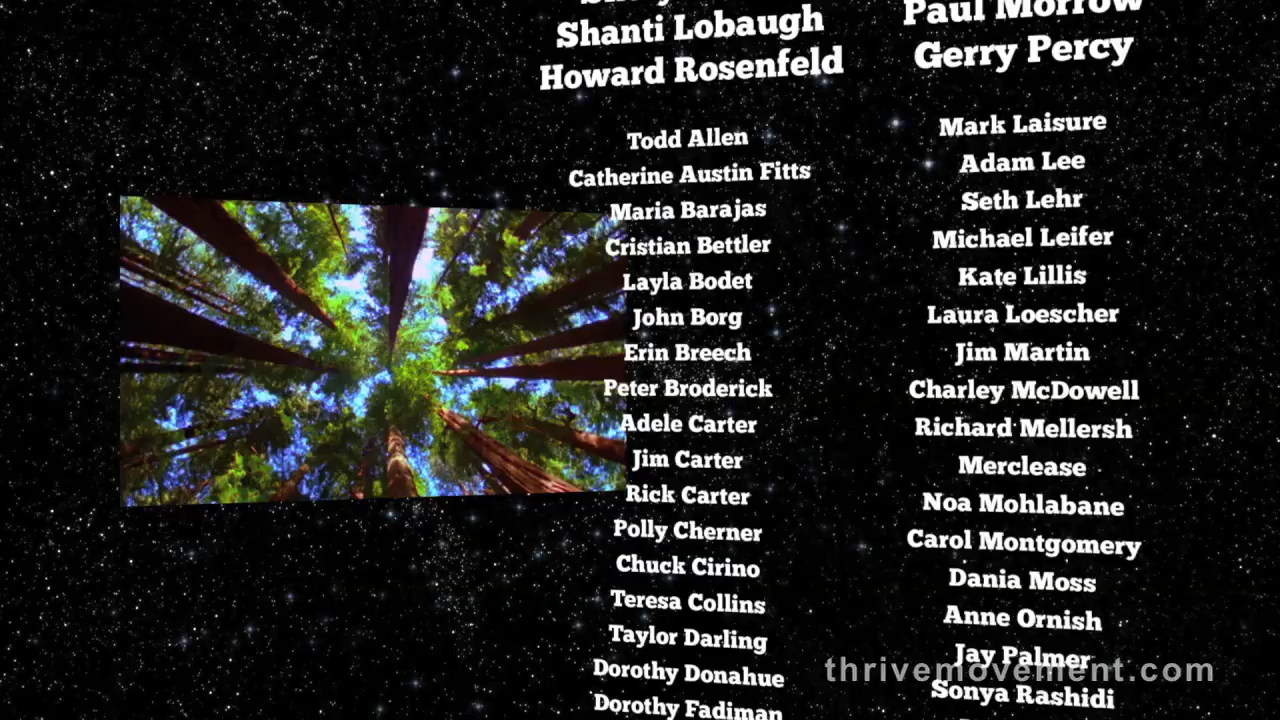 Shanti Lobaugh
Howard Rosenfeld
Todd Allen
Catherine Austin Fitts
Maria Barajas
Cristian Bettler
Layla Bodet
John Borg
Erin Breech
Peter Broderick
Adele Carter
Jim Carter
Rick Carter
Polly Cherner
Chuck Cirino
Teresa Collins
Taylor Darling
Dorothy Donahue
Dorothy Fadiman
Paul Morrow
Gerry Percy
Mark Laisure
Adam Lee
Seth Lehr
Michael Leifer
Kate Lillis
Laura Loescher
Jim Martin
Charley McDowell
Richard Mellersh
Merclease
Noa Mohlabane
Carol Montgomery
Dania Moss
Anne Ornish
Jay Palmer
Sonya Rashidi
thrivemovement.com